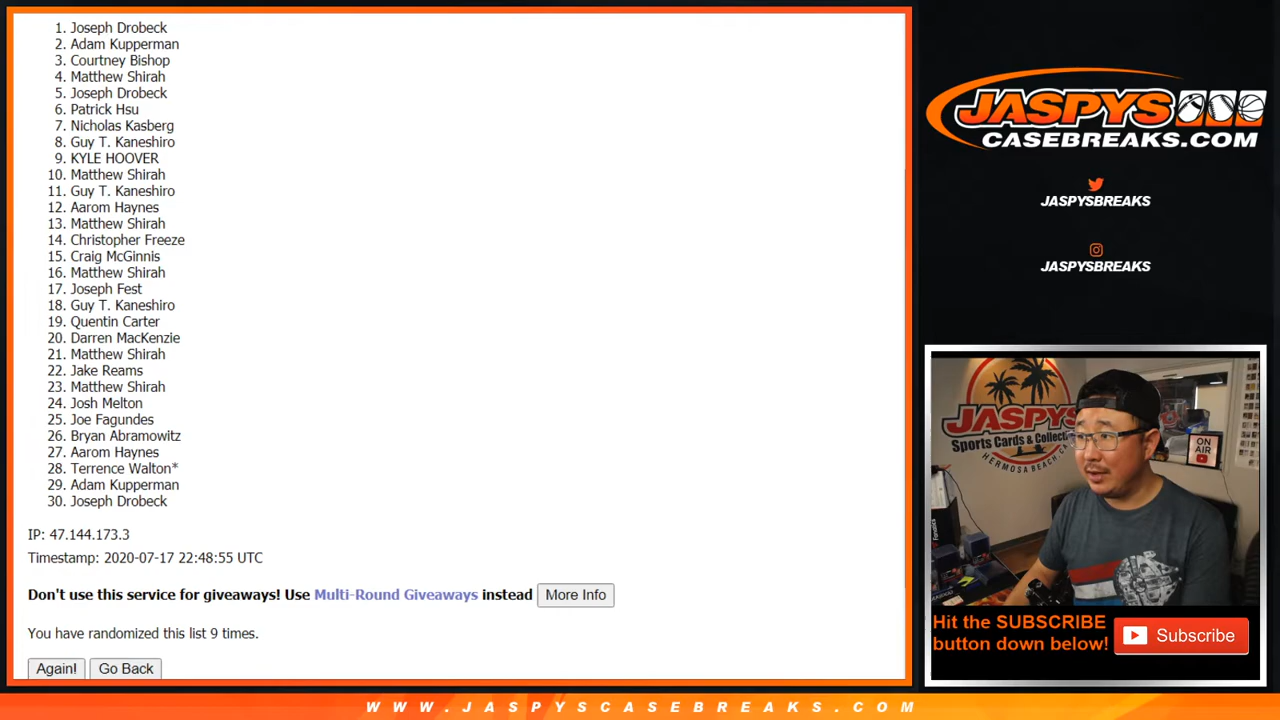 1. Joseph Drobeck
2. Adam Kupperman
3. Courtney Bishop
4. Matthew Shirah
5. Joseph Drobeck
6. Patrick Hsu
7. Nicholas Kasberg
8. Guy T. Kaneshiro
9. KYLE HOOVER
10. Matthew Shirah
11. Guy T. Kaneshiro
12. Aarom Haynes
13. Matthew Shirah
14. Christopher Freeze
15. Craig McGinnis
16. Matthew Shirah
17. Joseph Fest
18. Guy T. Kaneshiro
19. Quentin Carter
20. Darren MacKenzie
21. Matthew Shirah
22. Jake Reams
23. Matthew Shirah
24. Josh Melton
25. Joe Fagundes
26. Bryan Abramowitz
27. Aarom Haynes
28. Terrence Walton*
29. Adam Kupperman
30. Joseph Drobeck
IP: 47.144.173.3
Timestamp: 2020-07-17 22:48:55 UTC
Don't use this service for giveaways! Use Multi-Round Giveaways instead More Info
You have randomized this list 9 times.
Again! Go Back
JASPYS
CASEBREAKS.COM
JASPYSBREAKS
JASPYSBREAKS
JASPYS
Sports Cards & Collect
HERMOSA BEACH, C
ON
AIR
Hit the SUBSCRIBE
button down below!
Subscribe
WWW.JASPYSCASEBREAKS.COM